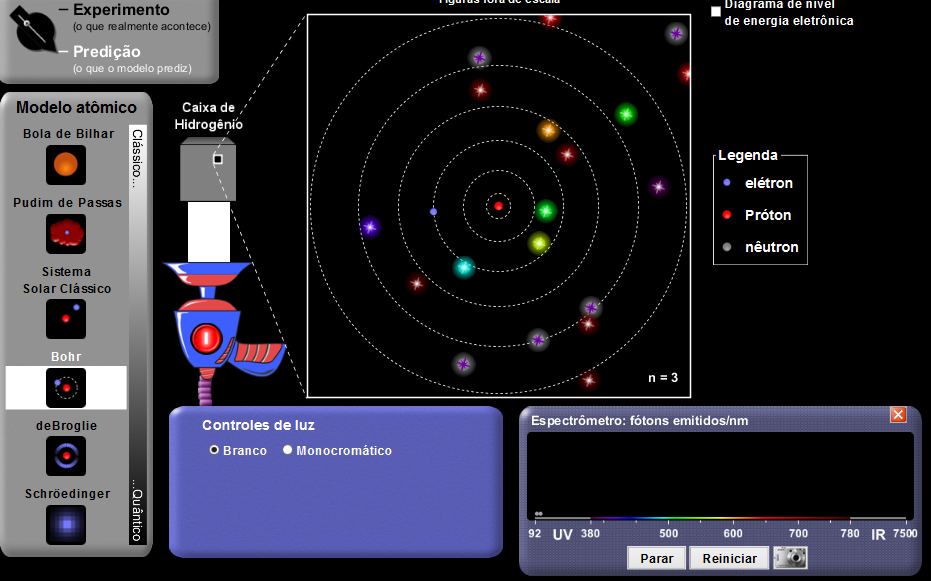 Figuras fora de escala
Experimento
(o que realmente acontece)
Predição
(o que o modelo prediz)
Diagrama de nível
de energia eletrônica
Modelo atômico
Bola de Bilhar
Pudim de Passas
Sistema
Solar Clássico
Bohr
deBroglie
Schröedinger
Clássico...
...Quântico
Caixa de
Hidrogênio
n = 3
Legenda
elétron
Próton
nêutron
Controles de luz
Branco
Monocromático
Espectrômetro: fótons emitidos/nm
92 UV 380 500 600 700 780 IR 7500
Parar
Reiniciar